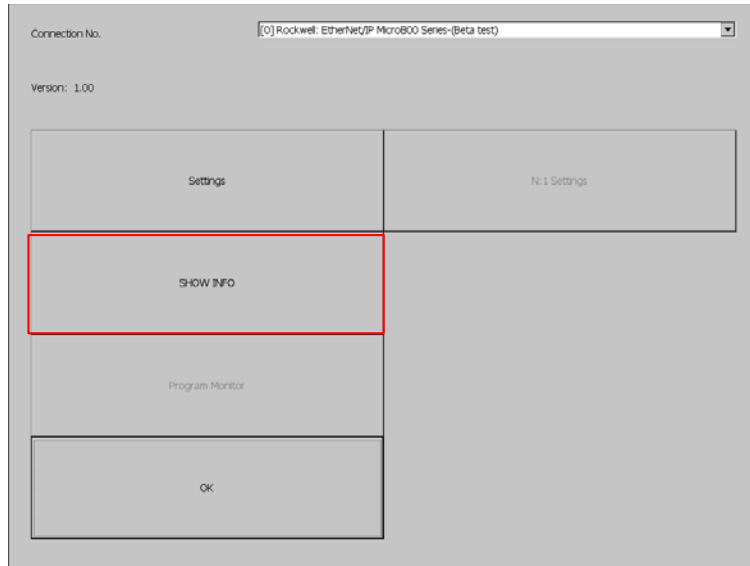 Connection No.
[0] Rockwell: EtherNet/IP Micro800 Series-(Beta test)
Version: 1.00
Settings
N:1 Settings
SHOW INFO
Program Monitor
OK